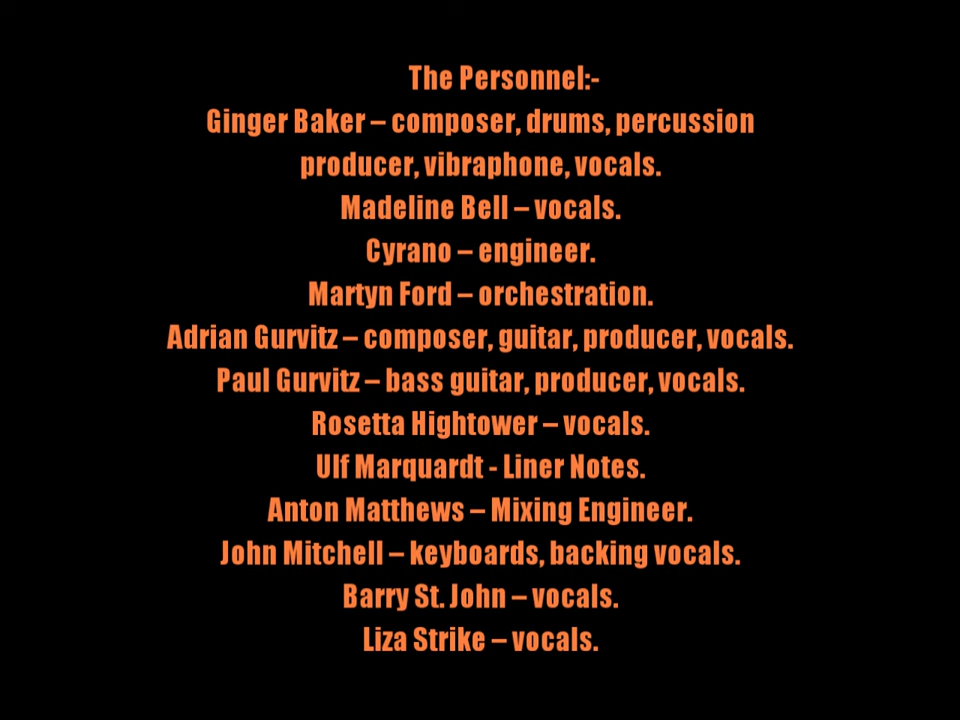 The Personnel:-
Ginger Baker – composer, drums, percussion
producer, vibraphone, vocals.
Madeline Bell – vocals.
Cyrano – engineer.
Martyn Ford – orchestration.
Adrian Gurvitz – composer, guitar, producer, vocals.
Paul Gurvitz – bass guitar, producer, vocals.
Rosetta Hightower – vocals.
Ulf Marquardt - Liner Notes.
Anton Matthews – Mixing Engineer.
John Mitchell – keyboards, backing vocals.
Barry St. John – vocals.
Liza Strike – vocals.